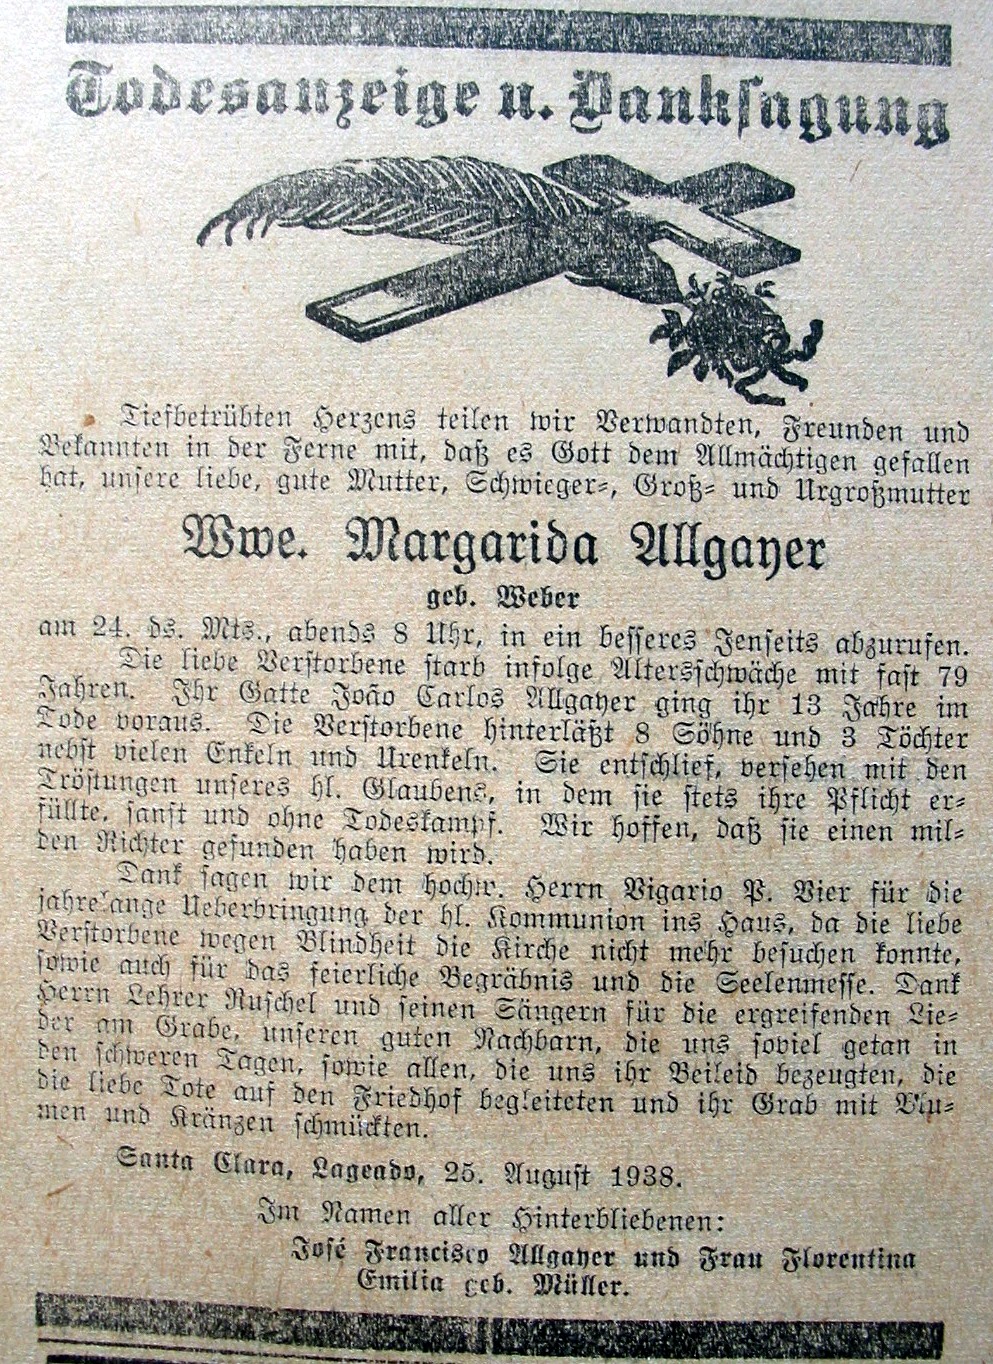 Todesanzeige u. Danksagung
Tiefbetrübten Herzens teilen wir Verwandten, Freunden und
Bekannten in der Ferne mit, daß es Gott dem Allmächtigen gefallen
hat, unsere liebe, gute Mutter, Schwieger-, Groß- und Urgroßmutter
Wwe. Margarida Allgayer
geb. Weber
am 24. ds. Mts., abends 8 Uhr, in ein besseres Jenseits abzurufen.
Die liebe Verstorbene starb infolge Altersschwäche mit fast 79
Jahren. Ihr Gatte João Carlos Allgayer ging ihr 13 Jahre im
Tode voraus. Die Verstorbene hinterläßt 8 Söhne und 3 Töchter
nebst vielen Enkeln und Urenkeln. Sie entschlief, versehen mit den
Tröstungen unseres hl. Glaubens, in dem sie stets ihre Pflicht er-
füllte, sanft und ohne Todeskampf. Wir hoffen, daß sie einen mil-
den Richter gefunden haben wird.
Dank sagen wir dem hochw. Herrn Vigario P. Vier für die
jahrelange Ueberbringung der hl. Kommunion ins Haus, da die liebe
Verstorbene wegen Blindheit die Kirche nicht mehr besuchen konnte,
sowie auch für das feierliche Begräbnis und die Seelenmesse. Dank
Herrn Lehrer Ruschel und seinen Sängern für die ergreifenden Lie-
der am Grabe, unseren guten Nachbarn, die uns soviel getan in
den schweren Tagen, sowie allen, die uns ihr Beileid bezeugten, die
die liebe Tote auf den Friedhof begleiteten und ihr Grab mit Blu-
men und Kränzen schmückten.
Santa Clara, Lageado, 25. August 1938.
Im Namen aller Hinterbliebenen:
José Francisco Allgayer und Frau Florentina
Emilia geb. Müller.